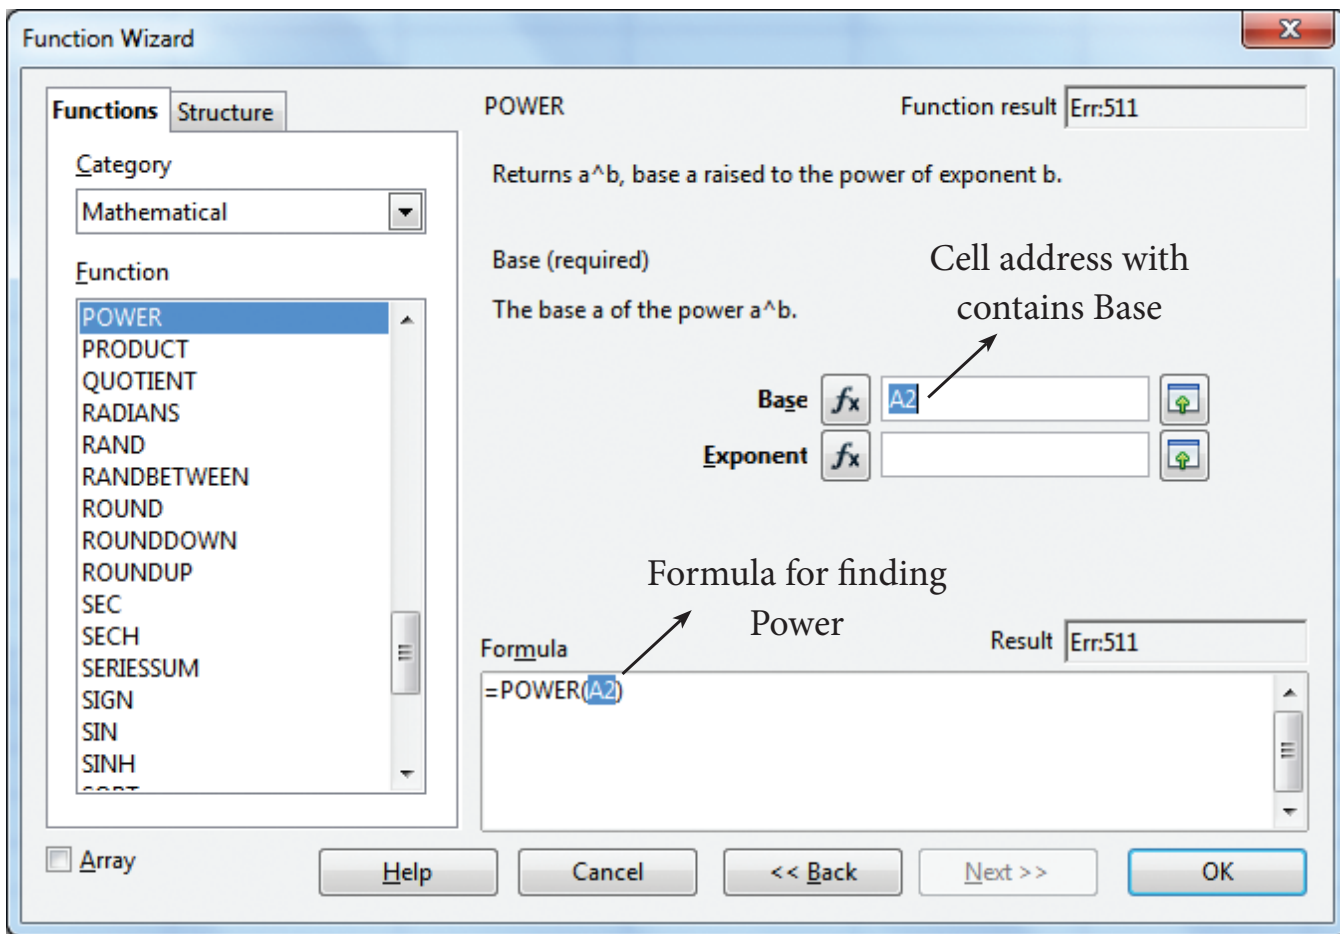 Function Wizard
x
Functions Structure
POWER
Function result Err:511
Category
Mathematical
Returns a^b, base a raised to the power of exponent b.
Function
Base (required)
The base a of the power a^b.
Cell address with
contains Base
POWER
PRODUCT
QUOTIENT
RADIANS
RAND
RANDBETWEEN
ROUND
ROUNDDOWN
ROUNDUP
SEC
SECH
SERIESSUM
SIGN
SIN
SINH
Base fx A2
Exponent fx
Formula for finding
Power
Formula
Result Err:511
=POWER(A2)
Array
Help
Cancel
<< Back
Next >>
OK